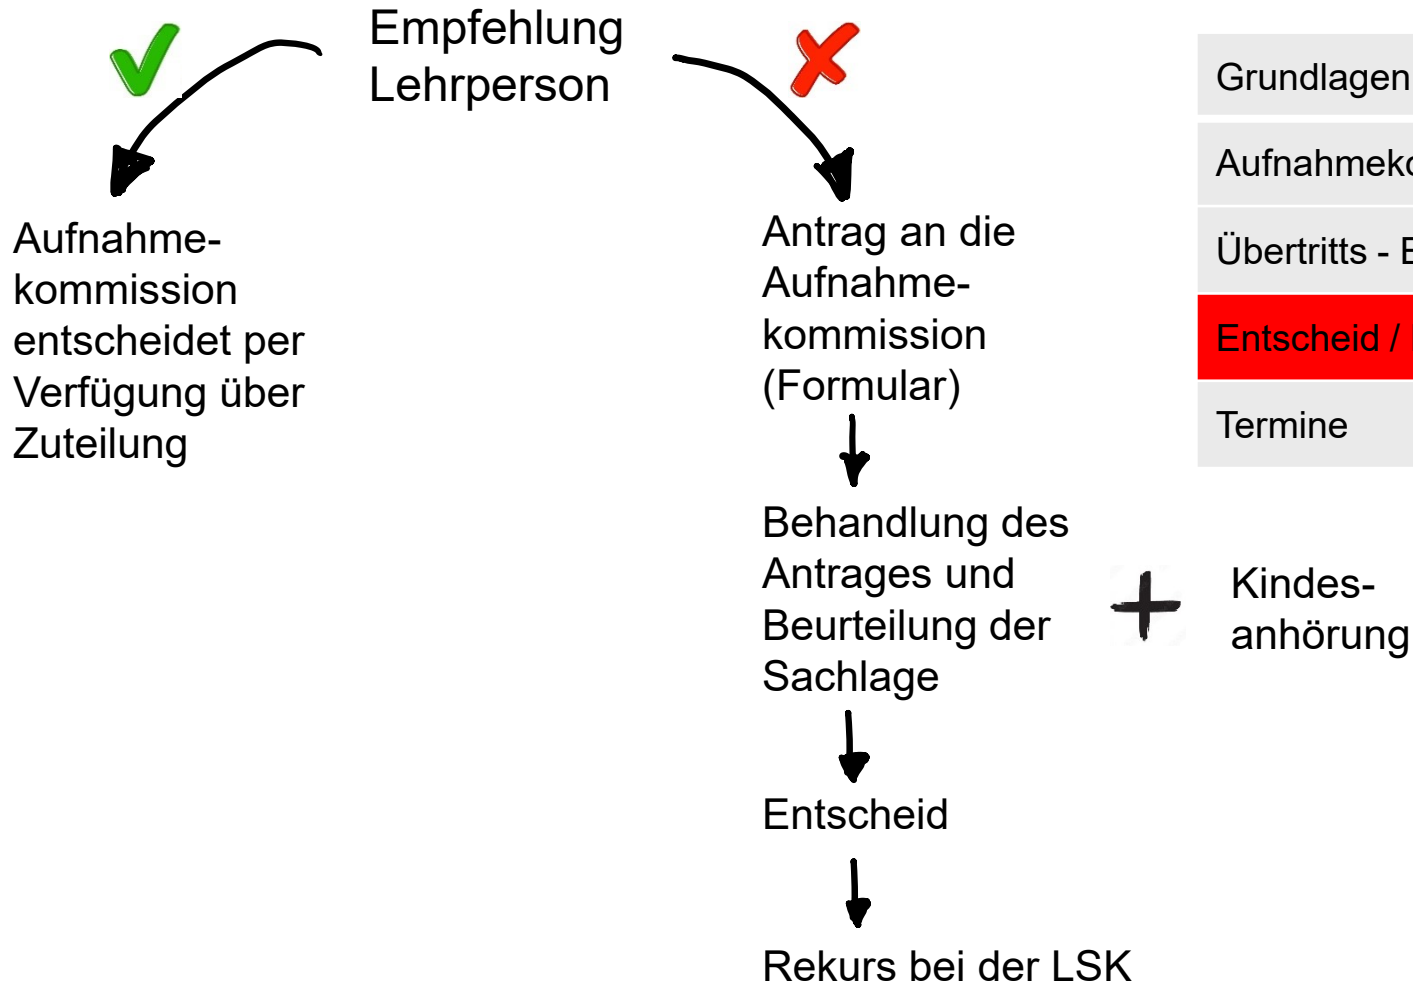 Empfehlung
Lehrperson
Aufnahme-
kommission
entscheidet per
Verfügung über
Zuteilung
Antrag an die
Aufnahme-
kommission
(Formular)
Behandlung des
Antrages und
Beurteilung der
Sachlage
Kindes-
anhörung
Entscheid
Rekurs bei der LSK
Grundlagen
Aufnahmeko
Übertritts -
Entscheid /
Termine